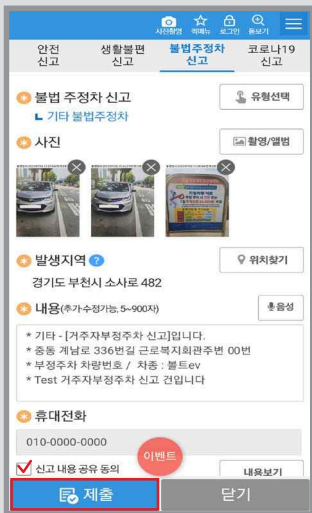 사진촬영 퀵메뉴 로그인 돋보기
안전 신고
생활불편 신고
불법주정차 신고
코로나19 신고
불법 주정차 신고
유형선택
기타 불법주정차
사진
촬영/앨범
발생지역 ?
위치찾기
경기도 부천시 소사로 482
내용(추가수정가능, 5~900자)
음성
* 기타 - [거주자부정주차 신고]입니다.
* 중동 계남로 336번길 근로복지회관주변 00번
* 부정주차 차량번호 / 차종 : 볼트ev
* Test 거주자부정주차 신고 건입니다
휴대전화
010-0000-0000
이벤트
신고 내용 공유 동의
내용보기
제출
닫기